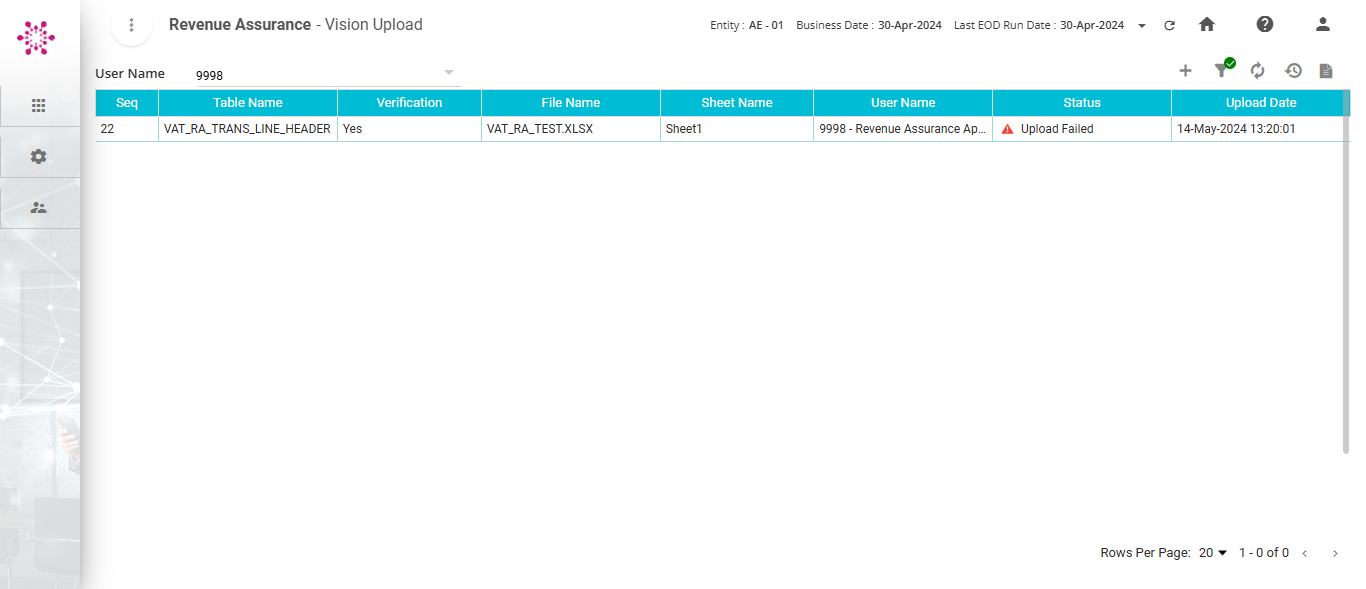 Revenue Assurance - Vision Upload
Entity : AE - 01 Business Date : 30-Apr-2024 Last EOD Run Date : 30-Apr-2024
User Name 9998
Seq Table Name Verification File Name Sheet Name User Name Status Upload Date
22 VAT_RA_TRANS_LINE_HEADER Yes VAT_RA_TEST.XLSX Sheet1 9998 - Revenue Assurance Ap... Upload Failed 14-May-2024 13:20:01
Rows Per Page: 20 1 - 0 of 0